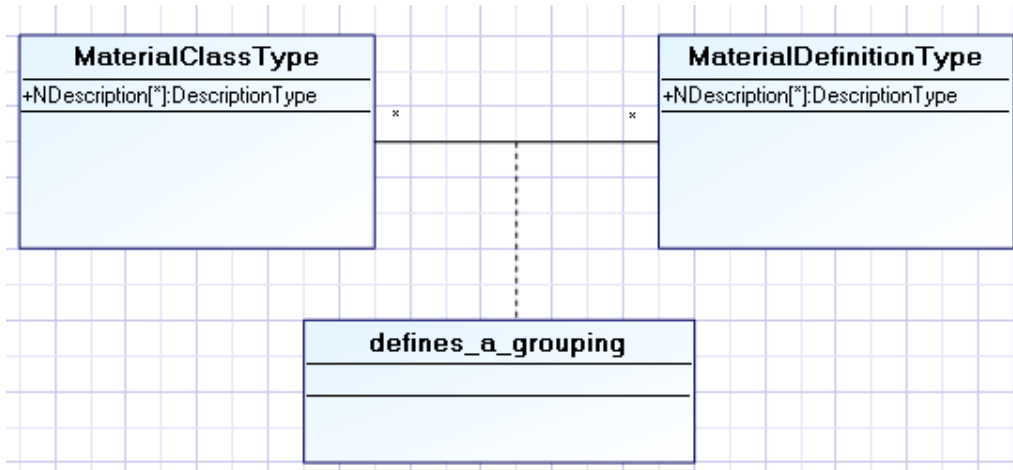 MaterialClassType
+NDescription[*]:DescriptionType
MaterialDefinitionType
+NDescription[*]:DescriptionType
*
*
defines_a_grouping